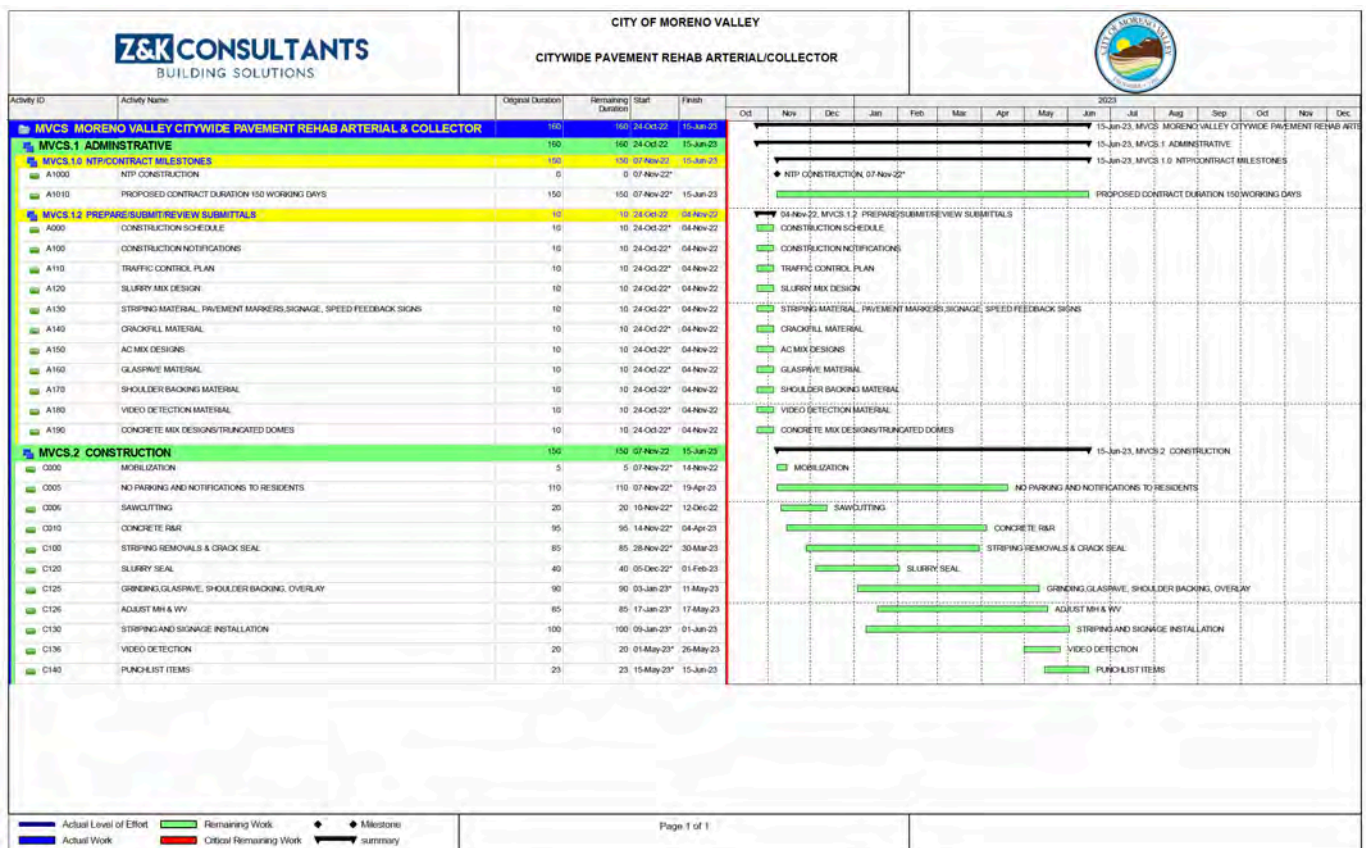 CITY OF MORENO VALLEY
Z&K CONSULTANTS
BUILDING SOLUTIONS
CITYWIDE PAVEMENT REHAB ARTERIAL/COLLECTOR
CITY OF MORENO VALLEY
Activity ID Activity Name Original Duration Remaining Duration Start Finish 2023
Oct Nov Dec Jan Feb Mar Apr May Jun Jul Aug Sep Oct Nov Dec
MVCS MORENO VALLEY CITYWIDE PAVEMENT REHAB ARTERIAL & COLLECTOR 160 160 24-Oct-22 15-Jun-23 15-Jun-23, MVCS MORENO VALLEY CITYWIDE PAVEMENT REHAB ARTE
MVCS.1 ADMINSTRATIVE 160 160 24-Oct-22 15-Jun-23 15-Jun-23, MVCS.1 ADMINSTRATIVE
MVCS.1.0 NTP/CONTRACT MILESTONES 150 150 07-Nov-22 15-Jun-23 15-Jun-23, MVCS.1.0 NTP/CONTRACT MILESTONES
A1000 NTP CONSTRUCTION 0 0 07-Nov-22* NTP CONSTRUCTION, 07-Nov-22*
A1010 PROPOSED CONTRACT DURATION 150 WORKING DAYS 150 150 07-Nov-22* 15-Jun-23 PROPOSED CONTRACT DURATION 150 WORKING DAYS
MVCS.1.2 PREPARE/SUBMIT/REVIEW SUBMITTALS 10 10 24-Oct-22 04-Nov-22 04-Nov-22, MVCS.1.2 PREPARE/SUBMIT/REVIEW SUBMITTALS
A000 CONSTRUCTION SCHEDULE 10 10 24-Oct-22* 04-Nov-22 CONSTRUCTION SCHEDULE
A100 CONSTRUCTION NOTIFICATIONS 10 10 24-Oct-22* 04-Nov-22 CONSTRUCTION NOTIFICATIONS
A110 TRAFFIC CONTROL PLAN 10 10 24-Oct-22* 04-Nov-22 TRAFFIC CONTROL PLAN
A120 SLURRY MIX DESIGN 10 10 24-Oct-22* 04-Nov-22 SLURRY MIX DESIGN
A130 STRIPING MATERIAL, PAVEMENT MARKERS,SIGNAGE, SPEED FEEDBACK SIGNS 10 10 24-Oct-22* 04-Nov-22 STRIPING MATERIAL, PAVEMENT MARKERS,SIGNAGE, SPEED FEEDBACK SIGNS
A140 CRACKFILL MATERIAL 10 10 24-Oct-22* 04-Nov-22 CRACKFILL MATERIAL
A150 AC MIX DESIGNS 10 10 24-Oct-22* 04-Nov-22 AC MIX DESIGNS
A160 GLASPAVE MATERIAL 10 10 24-Oct-22* 04-Nov-22 GLASPAVE MATERIAL
A170 SHOULDER BACKING MATERIAL 10 10 24-Oct-22* 04-Nov-22 SHOULDER BACKING MATERIAL
A180 VIDEO DETECTION MATERIAL 10 10 24-Oct-22* 04-Nov-22 VIDEO DETECTION MATERIAL
A190 CONCRETE MIX DESIGNS/TRUNCATED DOMES 10 10 24-Oct-22* 04-Nov-22 CONCRETE MIX DESIGNS/TRUNCATED DOMES
MVCS.2 CONSTRUCTION 150 150 07-Nov-22 15-Jun-23 15-Jun-23, MVCS.2 CONSTRUCTION
C000 MOBILIZATION 5 5 07-Nov-22* 14-Nov-22 MOBILIZATION
C005 NO PARKING AND NOTIFICATIONS TO RESIDENTS 110 110 07-Nov-22* 19-Apr-23 NO PARKING AND NOTIFICATIONS TO RESIDENTS
C006 SAWCUTTING 20 20 10-Nov-22* 12-Dec-22 SAWCUTTING
C010 CONCRETE R&R 95 95 14-Nov-22* 04-Apr-23 CONCRETE R&R
C100 STRIPING REMOVALS & CRACK SEAL 85 85 28-Nov-22* 30-Mar-23 STRIPING REMOVALS & CRACK SEAL
C120 SLURRY SEAL 40 40 05-Dec-22* 01-Feb-23 SLURRY SEAL
C125 GRINDING,GLASPAVE, SHOULDER BACKING, OVERLAY 90 90 03-Jan-23* 11-May-23 GRINDING,GLASPAVE, SHOULDER BACKING, OVERLAY
C126 ADJUST MH & WV 85 85 17-Jan-23* 17-May-23 ADJUST MH & WV
C130 STRIPING AND SIGNAGE INSTALLATION 100 100 09-Jan-23* 01-Jun-23 STRIPING AND SIGNAGE INSTALLATION
C136 VIDEO DETECTION 20 20 01-May-23* 26-May-23 VIDEO DETECTION
C140 PUNCHLIST ITEMS 23 23 15-May-23* 15-Jun-23 PUNCHLIST ITEMS
Actual Level of Effort Remaining Work Milestone
Actual Work Critical Remaining Work summary
Page 1 of 1